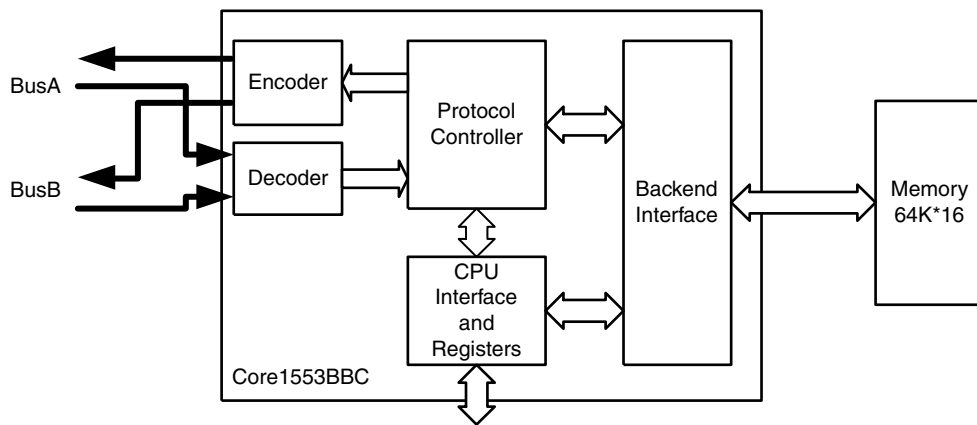 BusA
BusB
Encoder
Decoder
Protocol
Controller
CPU
Interface
and
Registers
Backend
Interface
Memory
64K*16
Core1553BBC